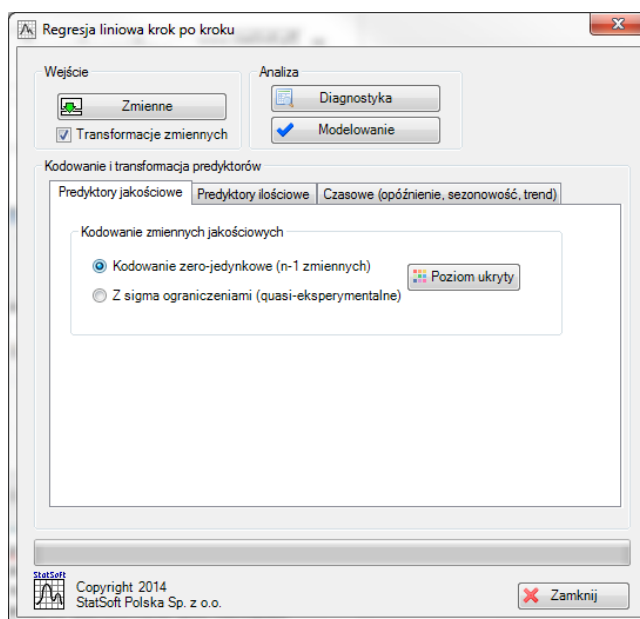 Regresja liniowa krok po kroku
Wejście
Zmienne
Transformacje zmiennych
Analiza
Diagnostyka
Modelowanie
Kodowanie i transformacja predyktorów
Predyktory jakościowe
Predyktory ilościowe
Czasowe (opóźnienie, sezonowość, trend)
Kodowanie zmiennych jakościowych
Kodowanie zero-jedynkowe (n-1 zmiennych)
Z sigma ograniczeniami (quasi-eksperymentalne)
Poziom ukryty
StatSoft
Copyright 2014
StatSoft Polska Sp. z o.o.
Zamknij